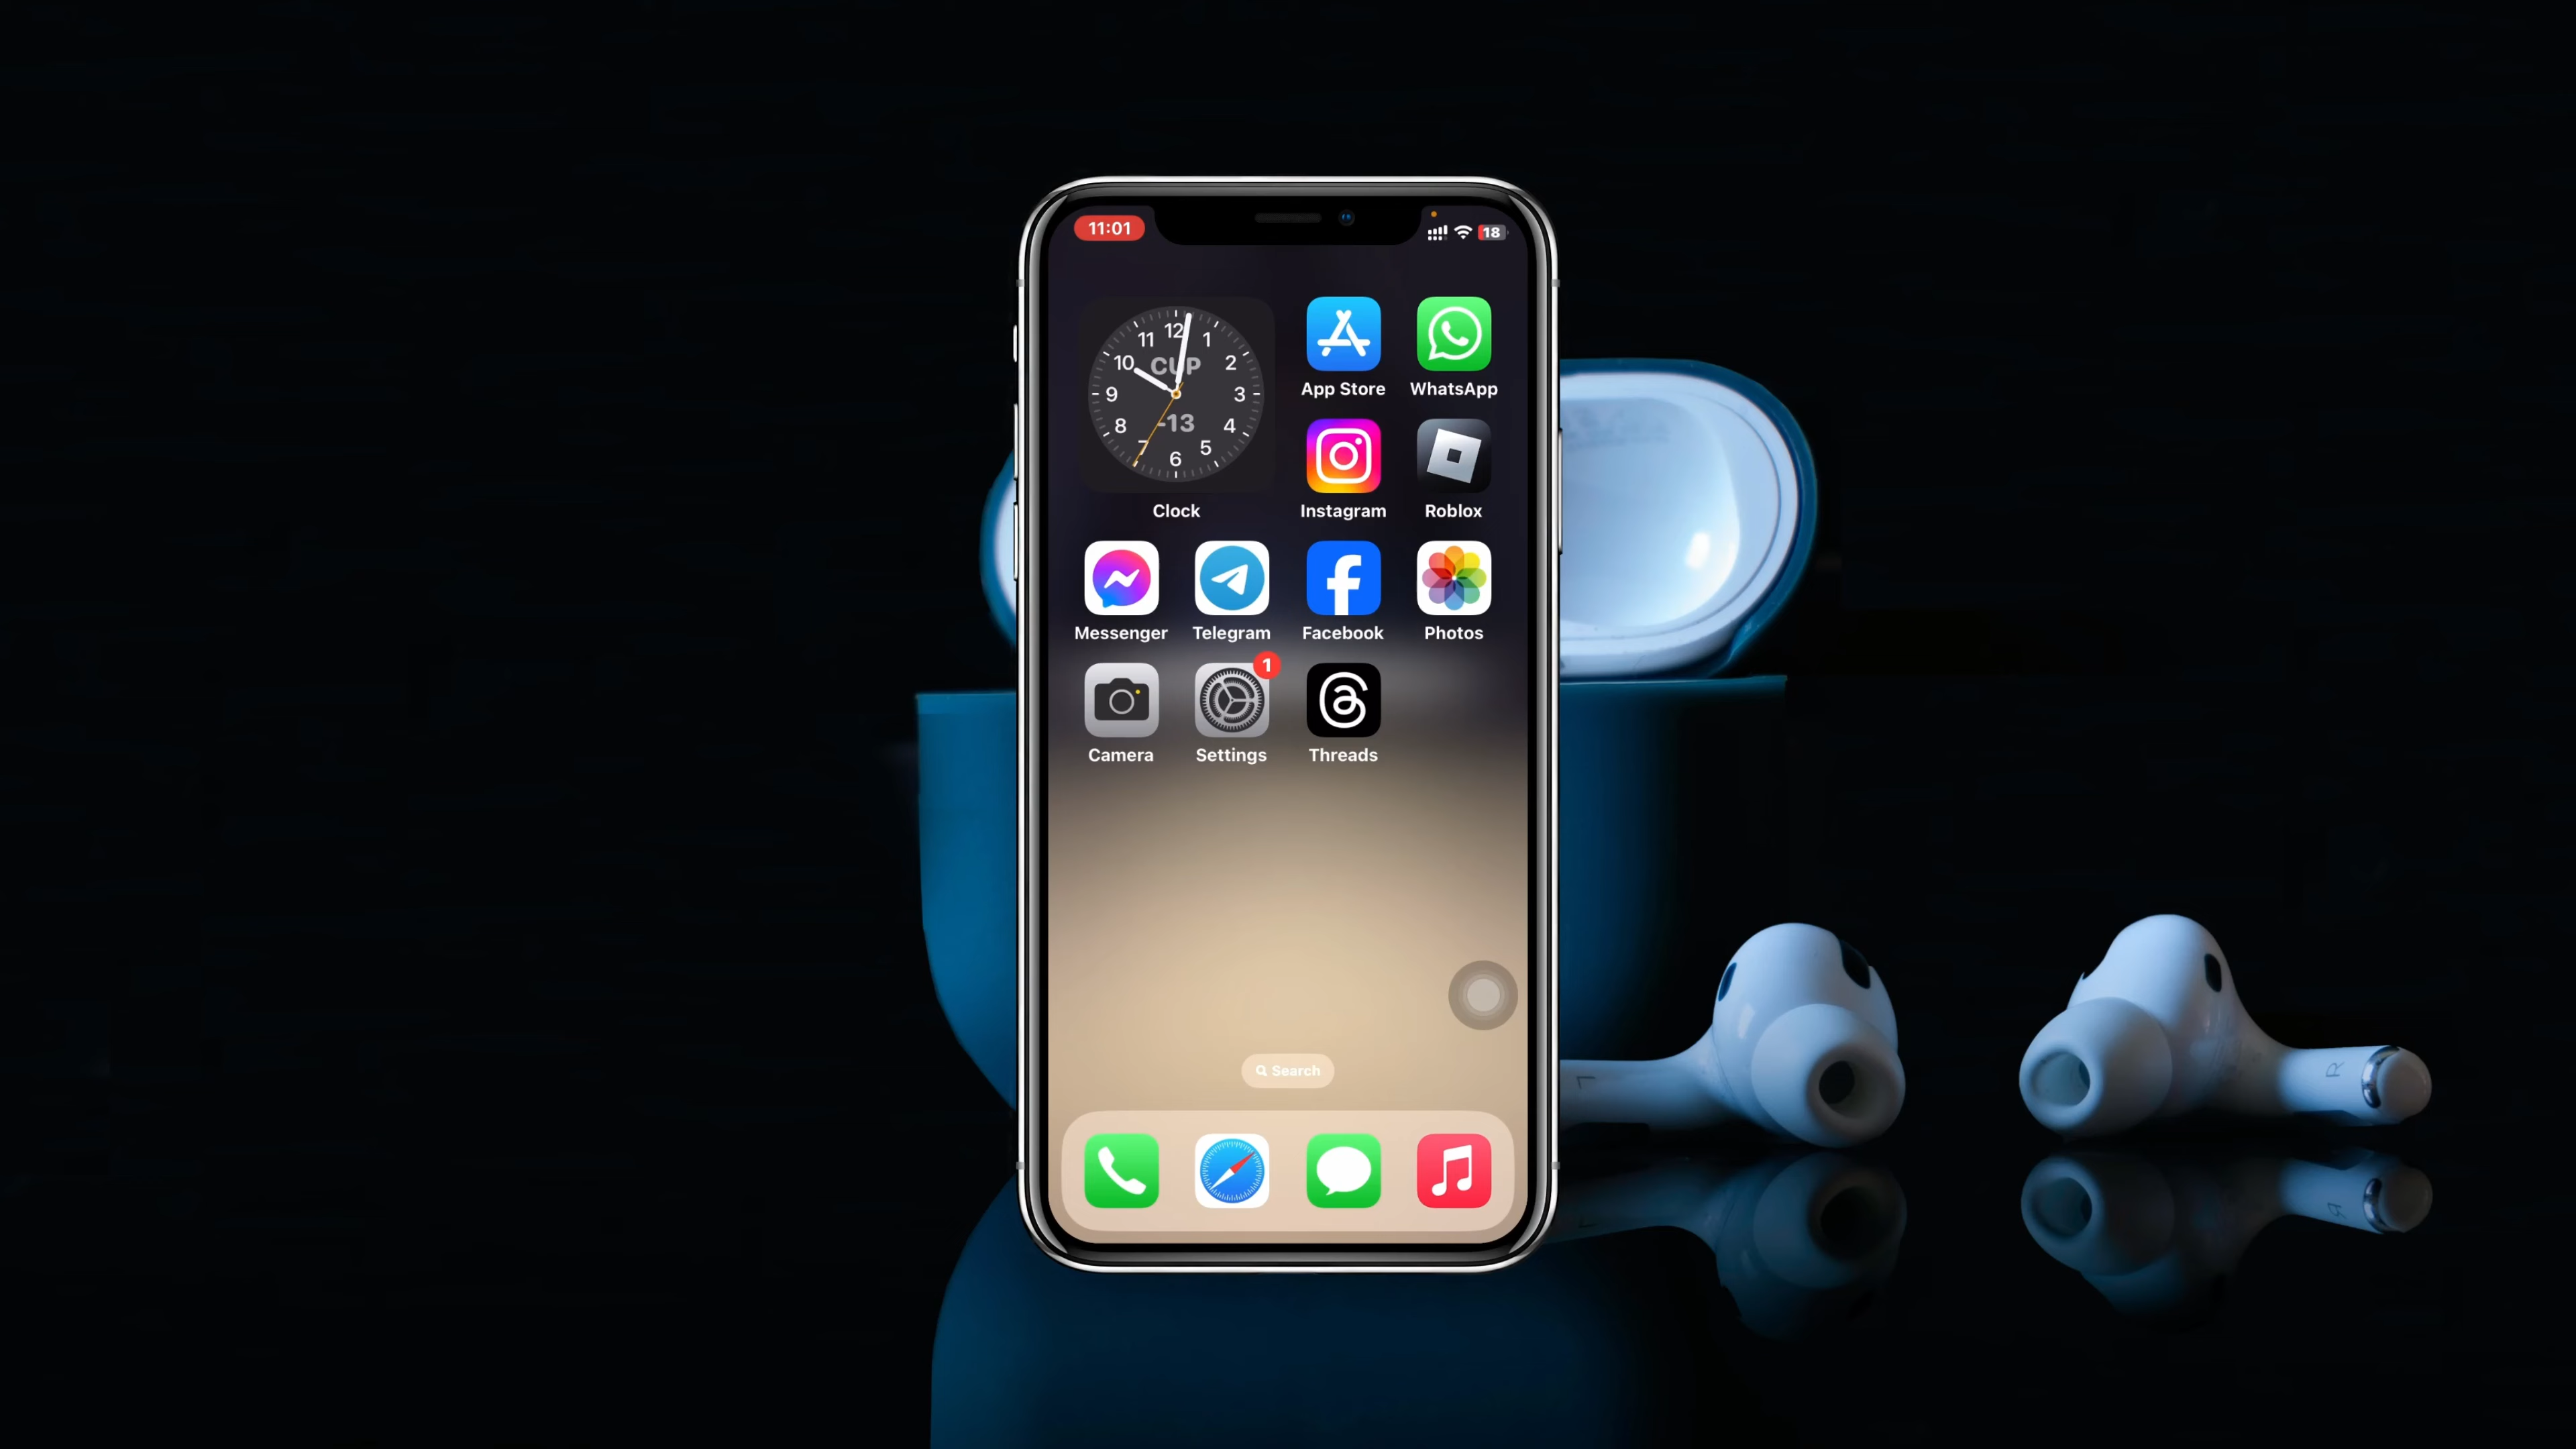 11:01
18
12
11
1
CUP
10
2
9
3
-13
8
4
7
5
6
Clock
App Store
WhatsApp
Instagram
Roblox
Messenger
Telegram
Facebook
Photos
1
Camera
Settings
Threads
Search
L
R